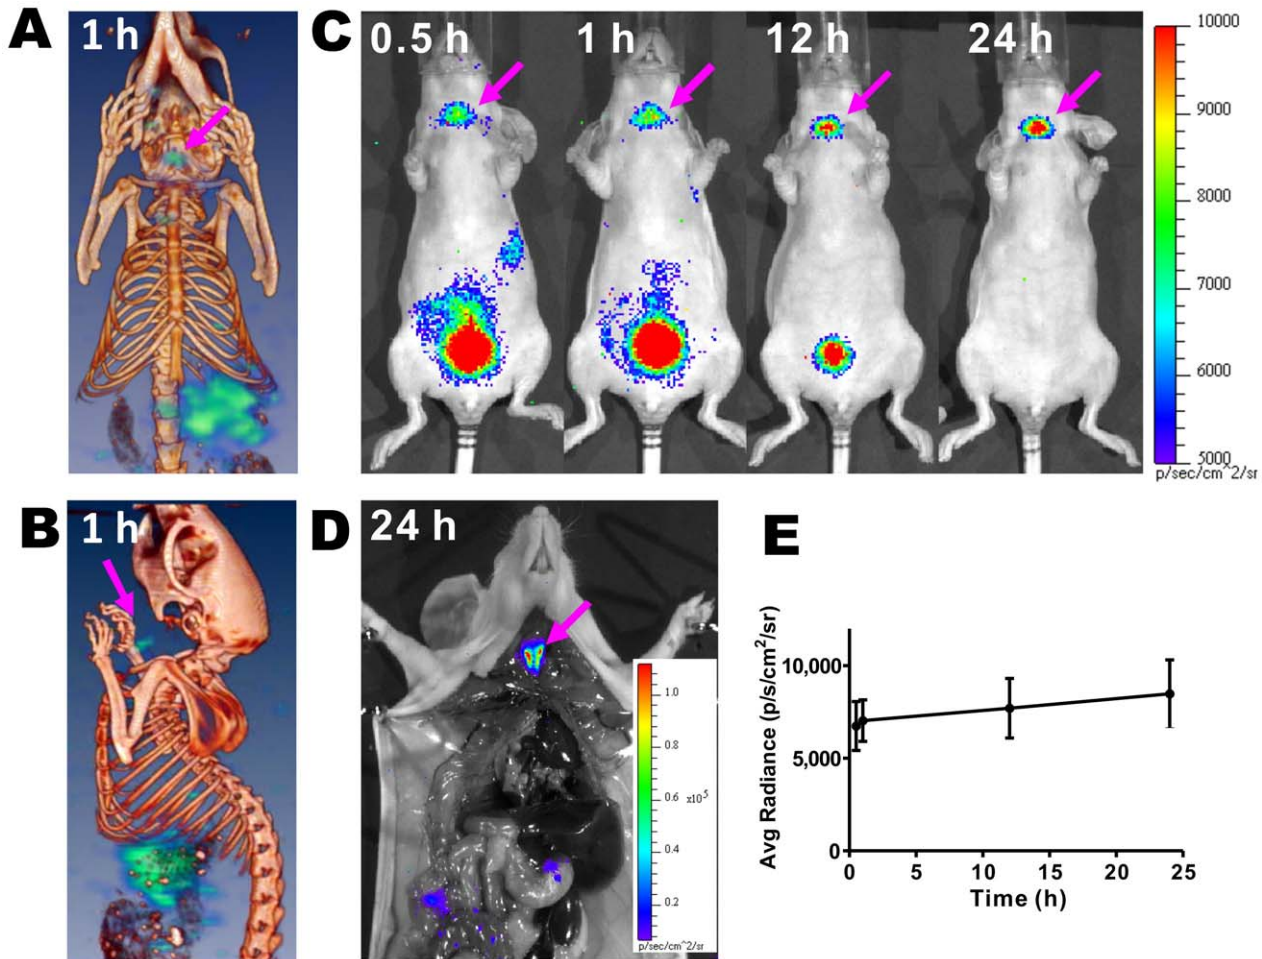 A
1 h
C
0.5 h
1 h
12 h
24 h
10000
9000
8000
7000
6000
5000
p/sec/cm^2/sr
B
1 h
D
24 h
1.0
0.8
0.6 x10^5
0.4
0.2
p/sec/cm^2/sr
E
Avg Radiance (p/s/cm²/sr)
10,000
5,000
0
0 5 10 15 20 25
Time (h)